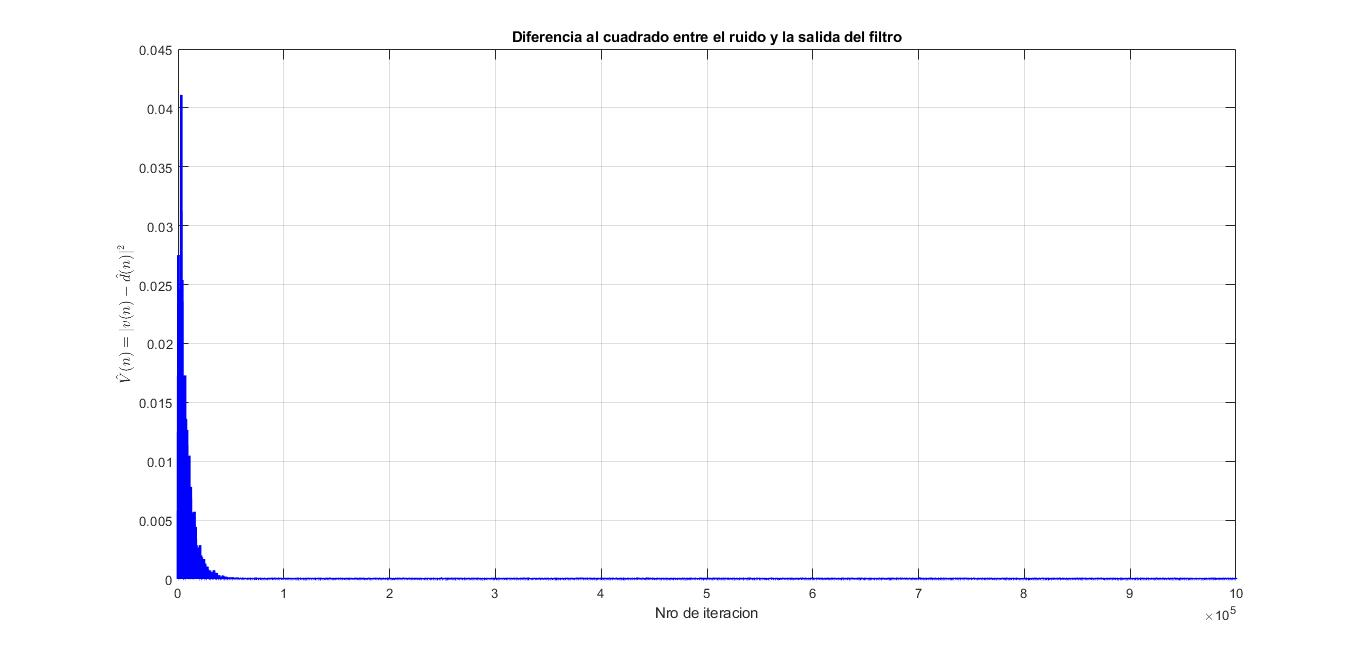 Diferencia al cuadrado entre el ruido y la salida del filtro
0.045
0.04
0.035
0.03
0.025
0.02
0.015
0.01
0.005
0
V̂(n) = |v(n) − d̂(n)|²
0 1 2 3 4 5 6 7 8 9 10
×10⁵
Nro de iteracion